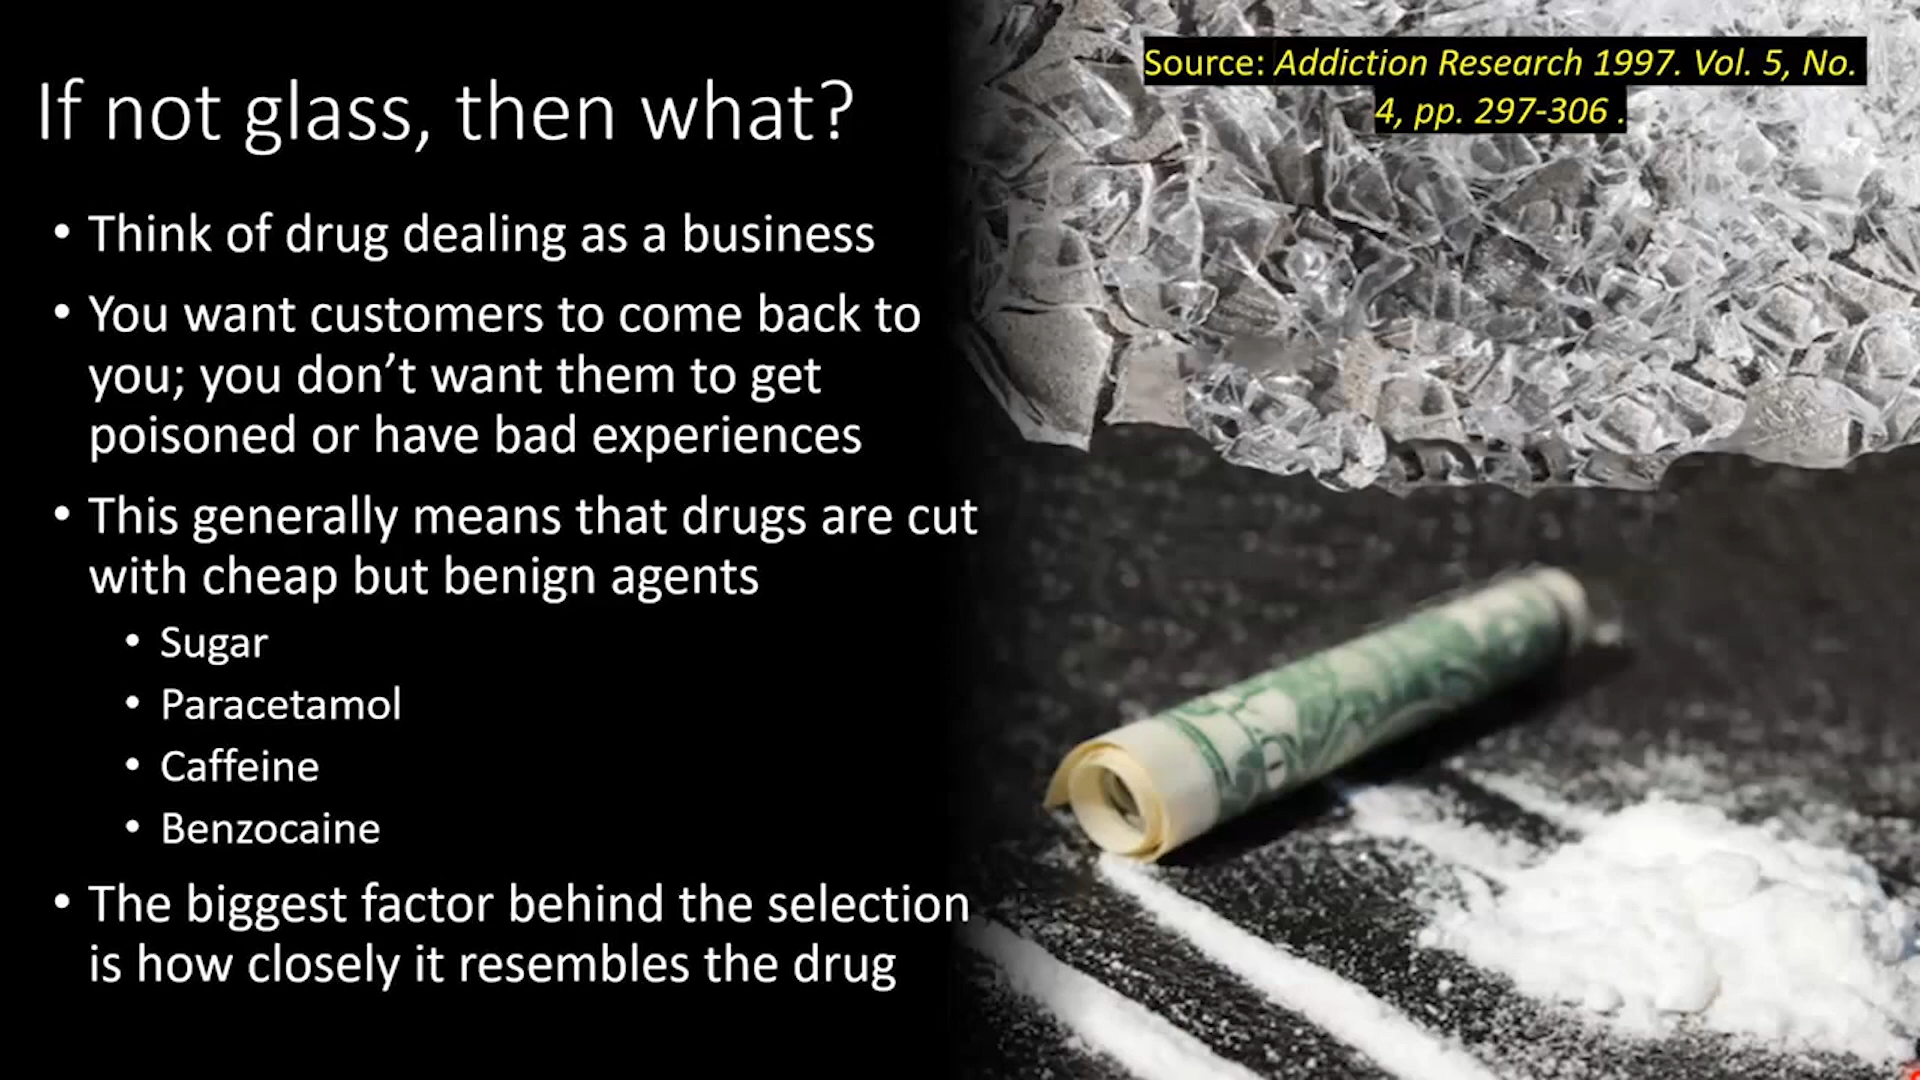 If not glass, then what?
Source: Addiction Research 1997. Vol. 5, No.
4, pp. 297-306 .
• Think of drug dealing as a business
• You want customers to come back to
you; you don’t want them to get
poisoned or have bad experiences
• This generally means that drugs are cut
with cheap but benign agents
• Sugar
• Paracetamol
• Caffeine
• Benzocaine
• The biggest factor behind the selection
is how closely it resembles the drug